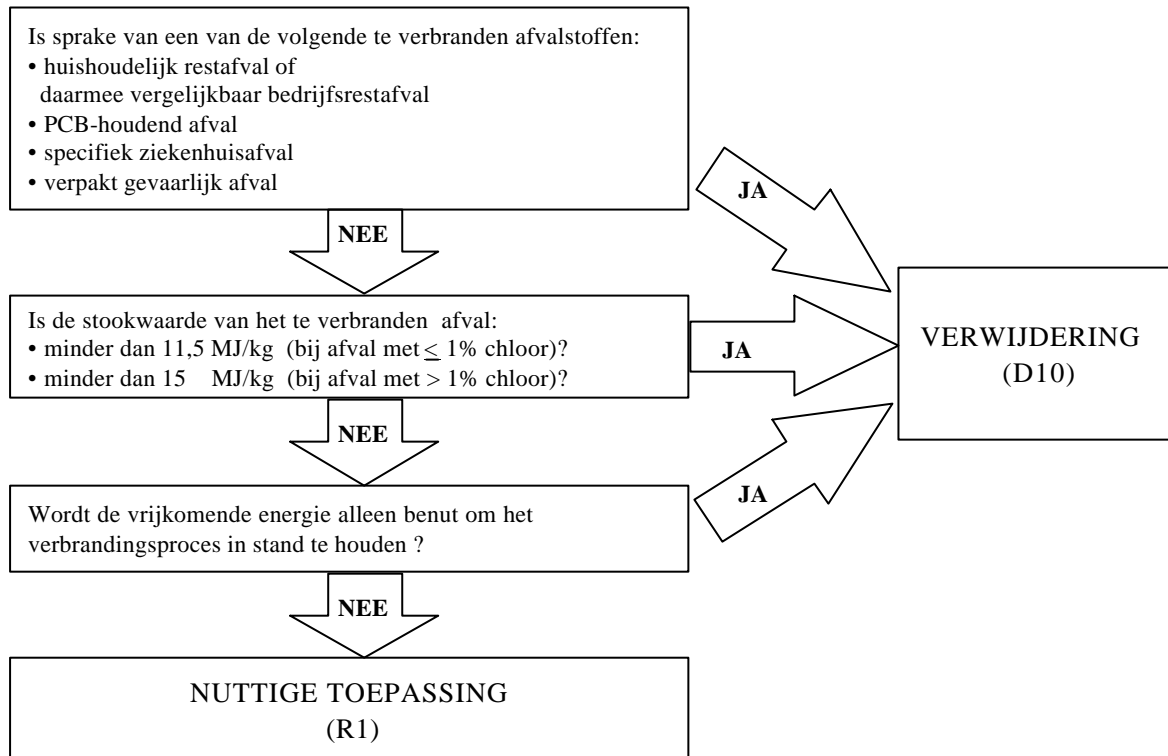 Is sprake van een van de volgende te verbranden afvalstoffen:
• huishoudelijk restafval of
daarmee vergelijkbaar bedrijfsrestafval
• PCB-houdend afval
• specifiek ziekenhuisafval
• verpakt gevaarlijk afval
JA
NEE
Is de stookwaarde van het te verbranden afval:
• minder dan 11,5 MJ/kg (bij afval met ≤ 1% chloor)?
• minder dan 15 MJ/kg (bij afval met > 1% chloor)?
JA
VERWIJDERING
(D10)
NEE
JA
Wordt de vrijkomende energie alleen benut om het
verbrandingsproces in stand te houden ?
NEE
NUTTIGE TOEPASSING
(R1)